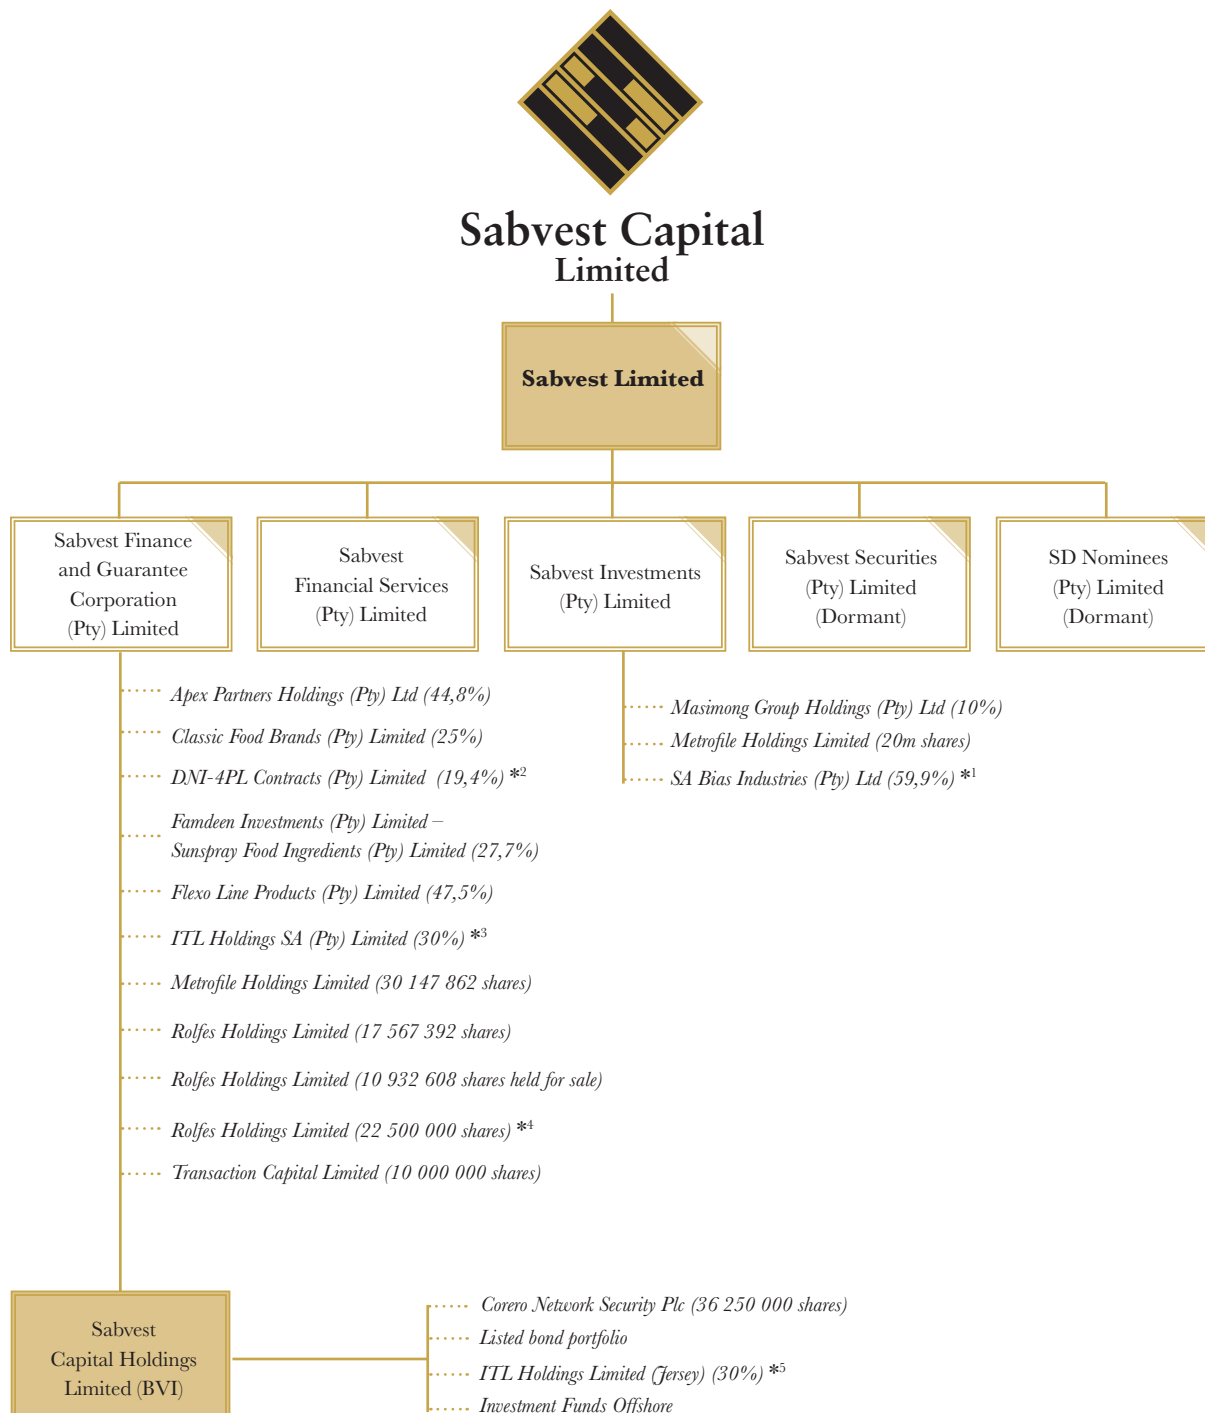 Sabvest Capital
Limited
Sabvest Limited
Sabvest Finance
and Guarantee
Corporation
(Pty) Limited
Sabvest
Financial Services
(Pty) Limited
Sabvest Investments
(Pty) Limited
Sabvest Securities
(Pty) Limited
(Dormant)
SD Nominees
(Pty) Limited
(Dormant)
Apex Partners Holdings (Pty) Ltd (44,8%)
Classic Food Brands (Pty) Limited (25%)
DNI-4PL Contracts (Pty) Limited (19,4%) *2
Famdeen Investments (Pty) Limited –
Sunspray Food Ingredients (Pty) Limited (27,7%)
Flexo Line Products (Pty) Limited (47,5%)
ITL Holdings SA (Pty) Limited (30%) *3
Metrofile Holdings Limited (30 147 862 shares)
Rolfes Holdings Limited (17 567 392 shares)
Rolfes Holdings Limited (10 932 608 shares held for sale)
Rolfes Holdings Limited (22 500 000 shares) *4
Transaction Capital Limited (10 000 000 shares)
Masimong Group Holdings (Pty) Ltd (10%)
Metrofile Holdings Limited (20m shares)
SA Bias Industries (Pty) Ltd (59,9%) *1
Sabvest
Capital Holdings
Limited (BVI)
Corero Network Security Plc (36 250 000 shares)
Listed bond portfolio
ITL Holdings Limited (Jersey) (30%) *5
Investment Funds Offshore